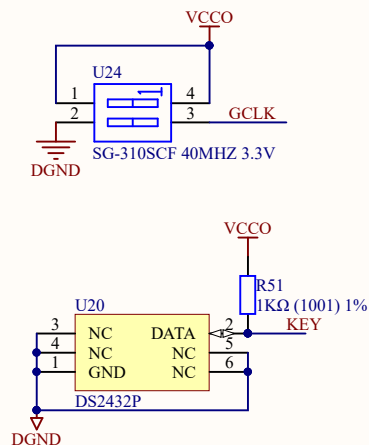 VCCO
U24
1 4
2 3 GCLK
DGND
SG-310SCF 40MHZ 3.3V
VCCO
R51
1KΩ (1001) 1%
U20
3 NC DATA 2 KEY
4 NC NC 5
1 GND NC 6
DS2432P
DGND